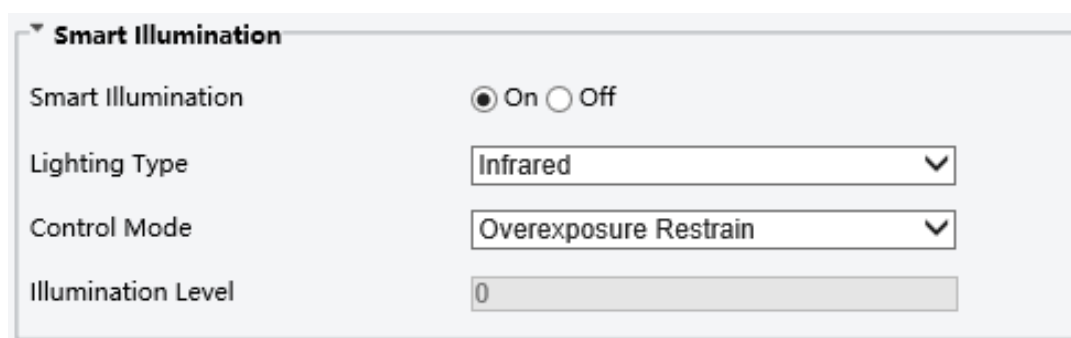 Smart Illumination
Smart Illumination On Off
Lighting Type Infrared
Control Mode Overexposure Restrain
Illumination Level 0